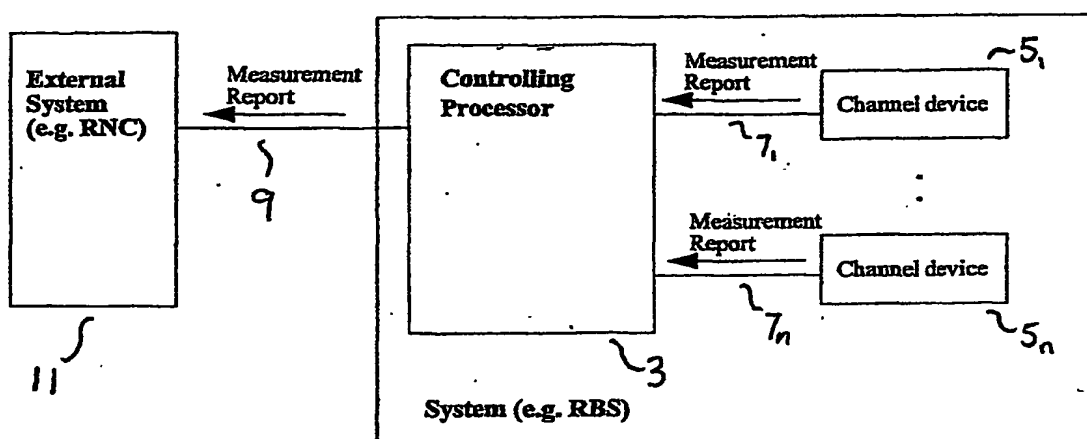 External
System
(e.g. RNC)
Measurement
Report
9
11
Controlling
Processor
3
Measurement
Report
7₁
Channel device
5₁
Measurement
Report
7ₙ
Channel device
5ₙ
System (e.g. RBS)